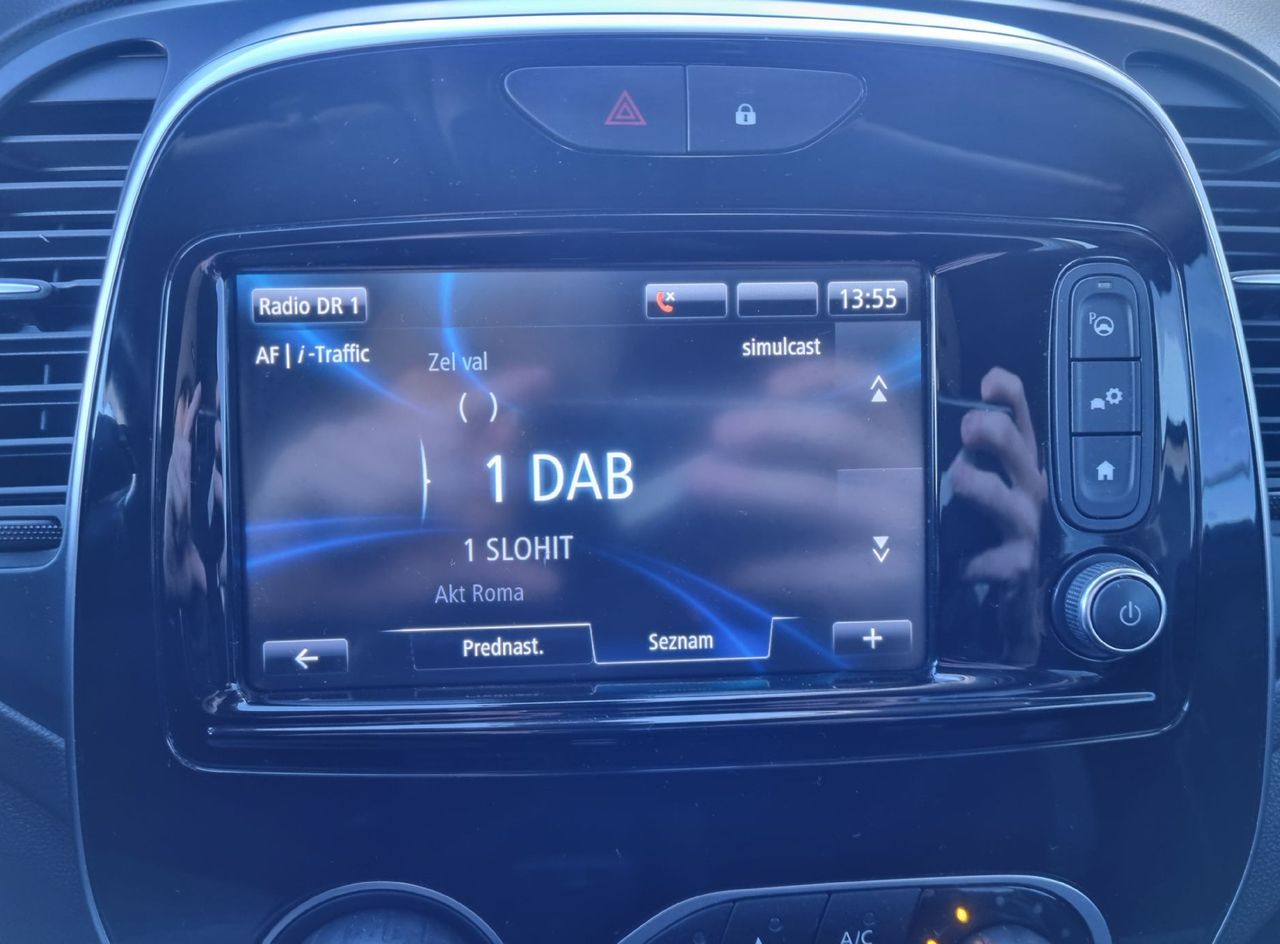 Radio DR 1
13:55
AF | i -Traffic
Zel val
simulcast
( )
1 DAB
1 SLOHIT
Akt Roma
Prednast.
Seznam
+
P
A/C